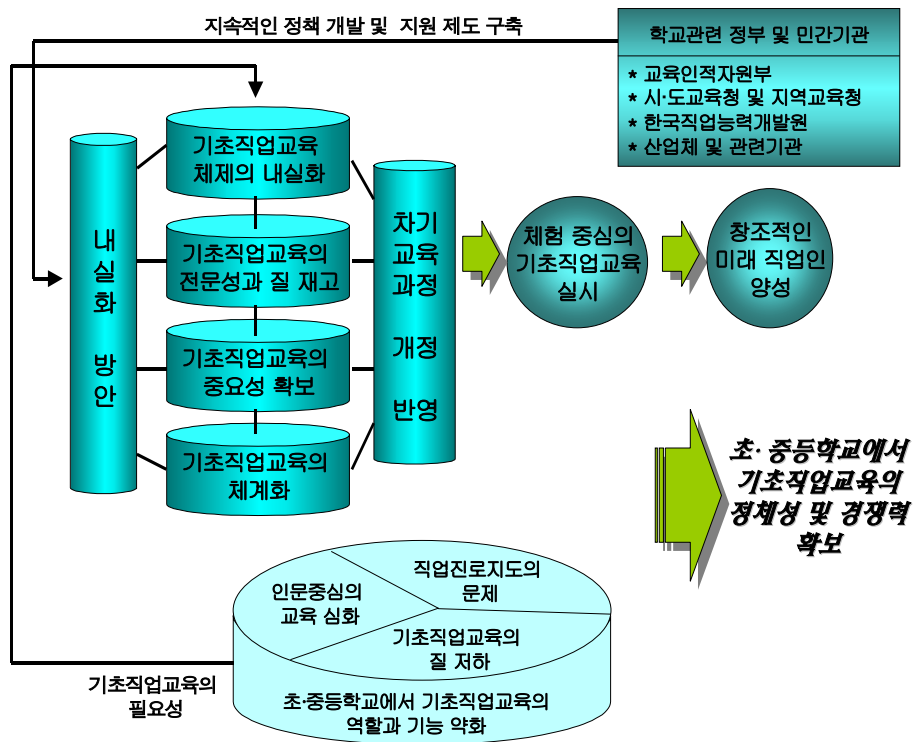 지속적인 정책 개발 및 지원 제도 구축
학교관련 정부 및 민간기관
* 교육인적자원부
* 시·도교육청 및 지역교육청
* 한국직업능력개발원
* 산업체 및 관련기관
내
실
화
방
안
기초직업교육
체제의 내실화
기초직업교육의
전문성과 질 재고
기초직업교육의
중요성 확보
기초직업교육의
체계화
차기
교육
과정
개정
반영
체험 중심의
기초직업교육
실시
창조적인
미래 직업인
양성
초·중등학교에서
기초직업교육의
정체성 및 경쟁력
확보
인문중심의
교육 심화
직업진로지도의
문제
기초직업교육의
질 저하
초·중등학교에서 기초직업교육의
역할과 기능 약화
기초직업교육의
필요성